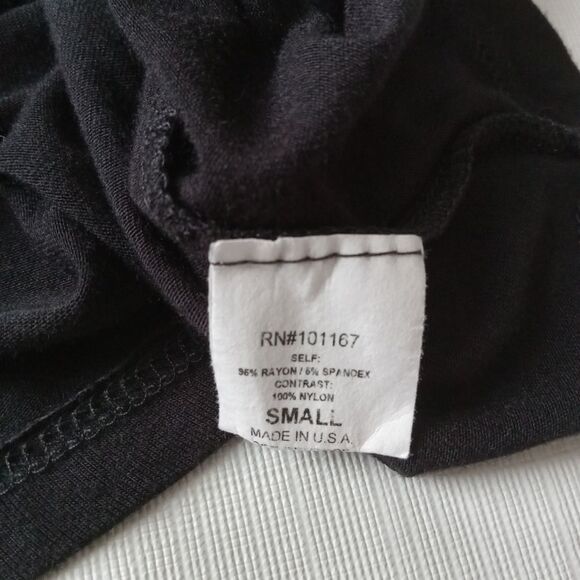 RN#101167
SELF:
95% RAYON / 5% SPANDEX
CONTRAST:
100% NYLON
SMALL
MADE IN U.S.A.